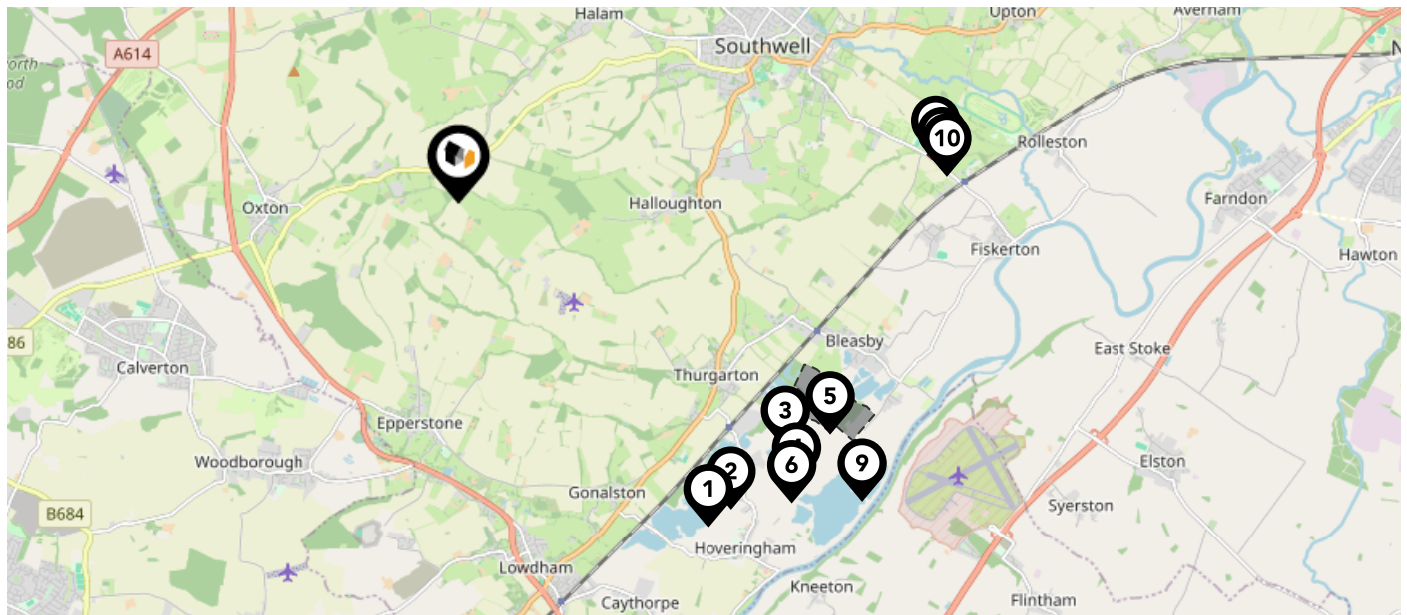 Halam
Upton
Averham
A614
Southwell
orth
od
N
10
Rolleston
Oxton
Halloughton
Farndon
Fiskerton
Hawton
86
Bleasby
East Stoke
Calverton
Thurgarton
5
3
Epperstone
Woodborough
6
9
Elston
2
1
Gonalston
B684
Syerston
Hoveringham
Lowdham
Kneeton
Caythorpe
Flintham